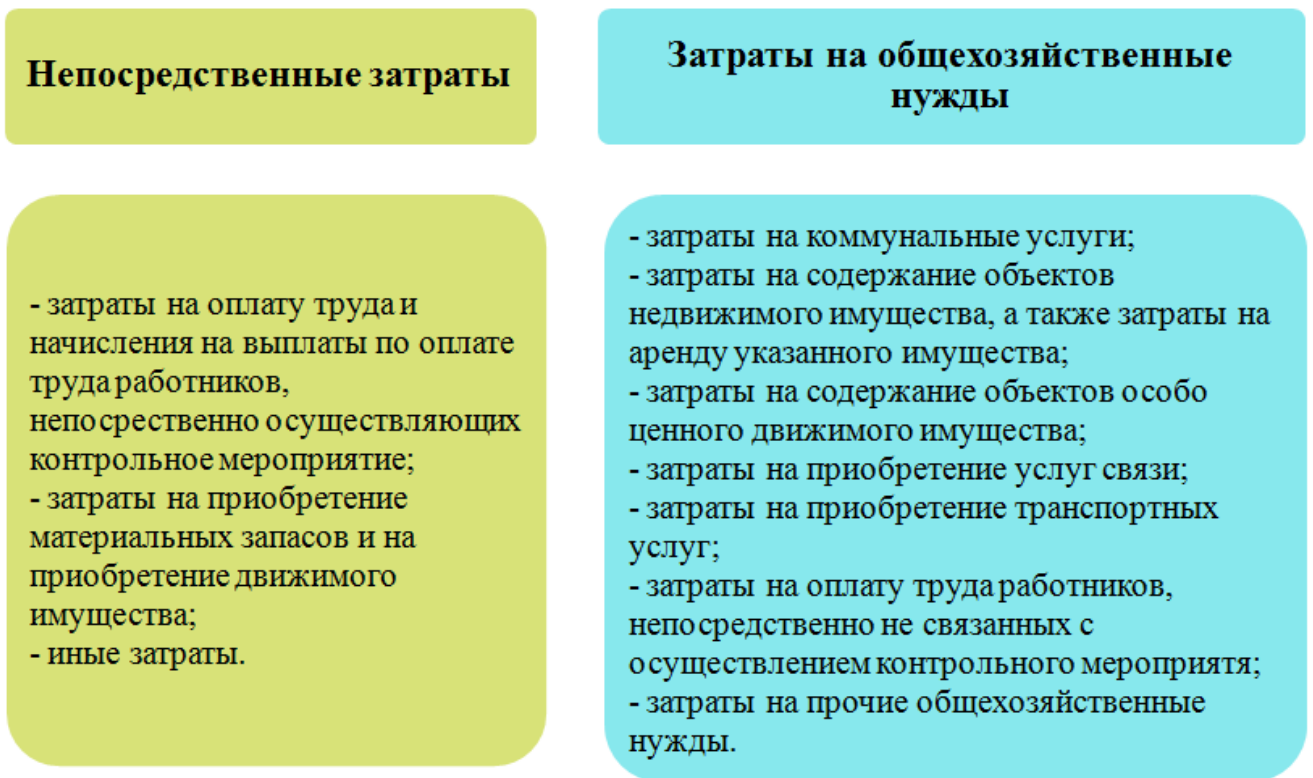 Непосредственные затраты
Затраты на общехозяйственные
нужды
- затраты на оплату труда и
начисления на выплаты по оплате
труда работников,
непосрественно осуществляющих
контрольное мероприятие;
- затраты на приобретение
материальных запасов и на
приобретение движимого
имущества;
- иные затраты.
- затраты на коммунальные услуги;
- затраты на содержание объектов
недвижимого имущества, а также затраты на
аренду указанного имущества;
- затраты на содержание объектов особо
ценного движимого имущества;
- затраты на приобретение услуг связи;
- затраты на приобретение транспортных
услуг;
- затраты на оплату труда работников,
непосредственно не связанных с
осуществлением контрольного мероприятя;
- затраты на прочие общехозяйственные
нужды.